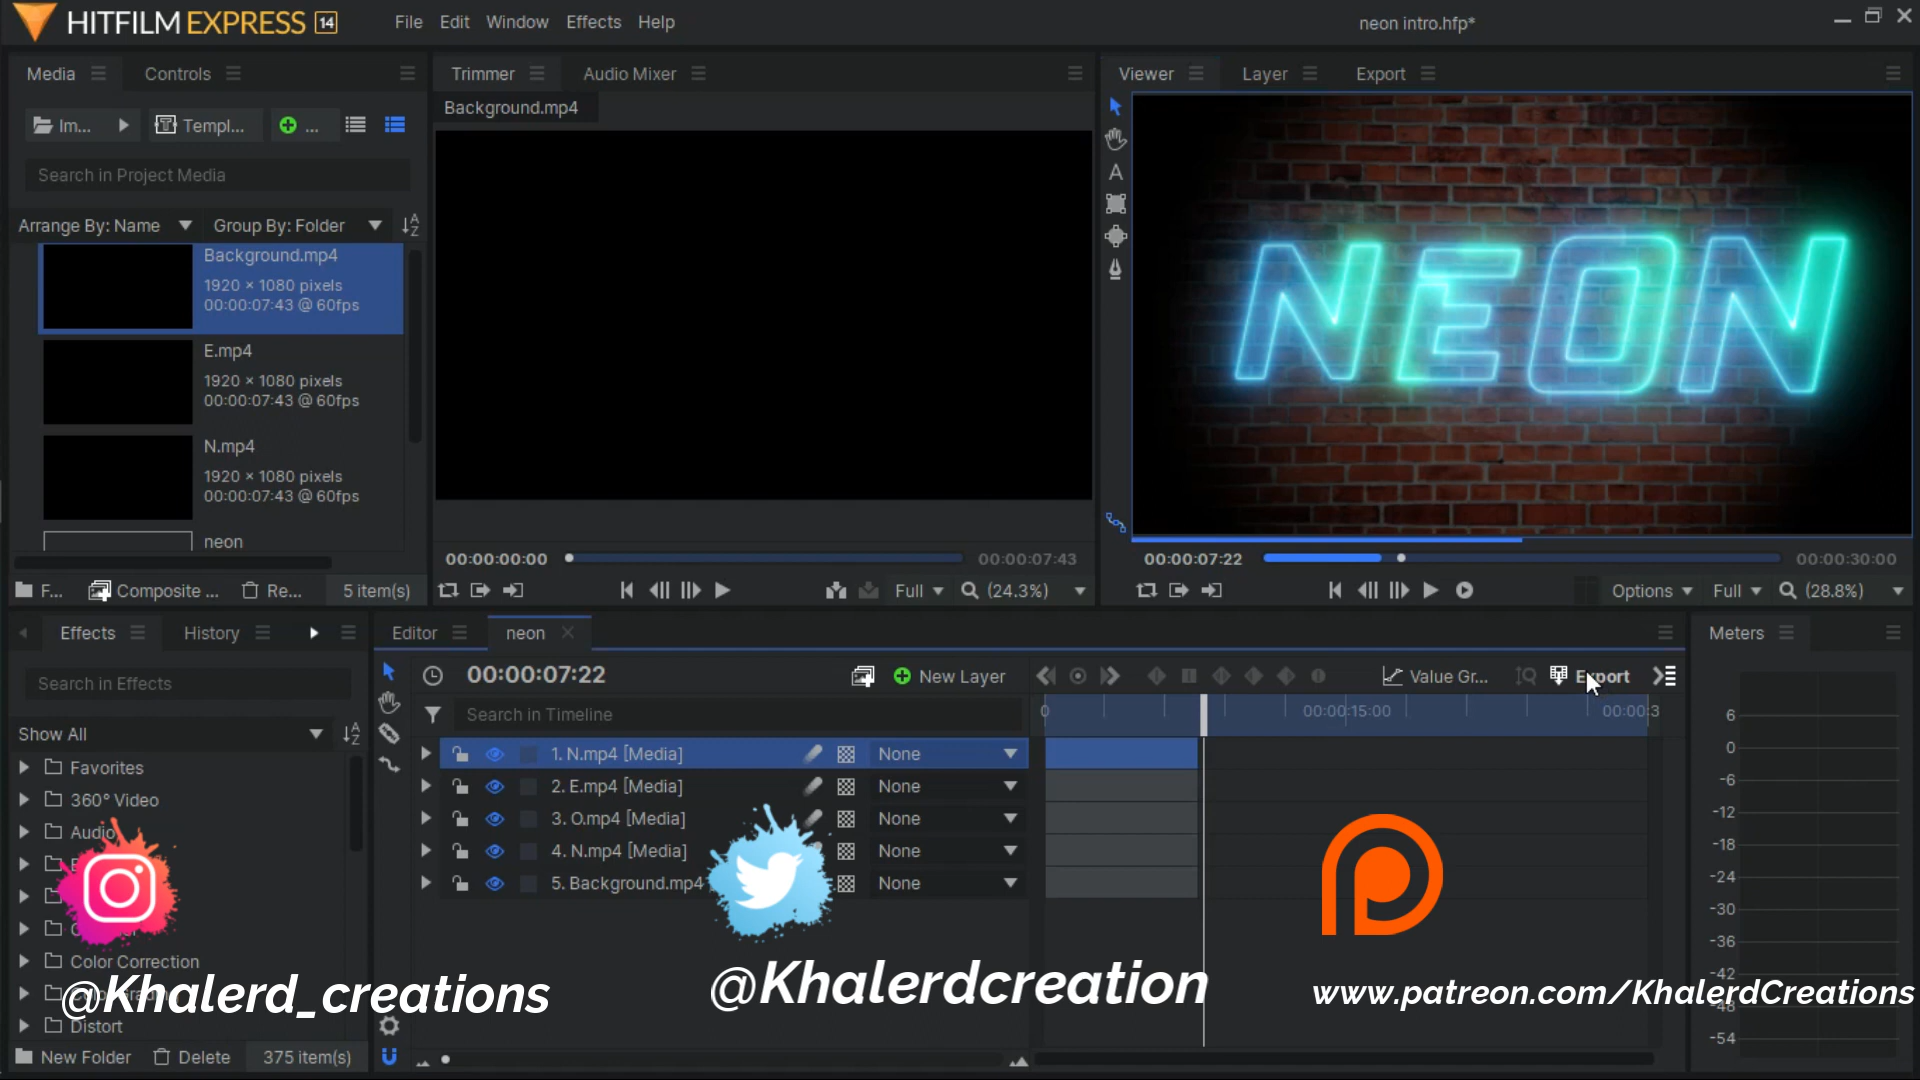 HITFILM EXPRESS 14
File Edit Window Effects Help
neon intro.hfp*
Media Controls
Trimmer Audio Mixer
Viewer Layer Export
Im... Templ... ...
Background.mp4
Search in Project Media
Arrange By: Name Group By: Folder
Background.mp4
1920 × 1080 pixels
00:00:07:43 @ 60fps
E.mp4
1920 × 1080 pixels
00:00:07:43 @ 60fps
N.mp4
1920 × 1080 pixels
00:00:07:43 @ 60fps
neon
NEON
00:00:00:00 00:00:07:43
00:00:07:22 00:00:30:00
F... Composite ... Re... 5 item(s)
Full (24.3%)
Options Full (28.8%)
Effects History
Editor neon
Meters
Search in Effects
00:00:07:22 New Layer Value Gr... Export
Search in Timeline
0 00:00:15:00 00:00:3
Show All
Favorites
360° Video
Audio
Color Correction
Distort
1. N.mp4 [Media] None
2. E.mp4 [Media] None
3. O.mp4 [Media] None
4. N.mp4 [Media] None
5. Background.mp4 None
6
0
-6
-12
-18
-24
-30
-36
-42
-48
-54
@Khalerd_creations
@Khalerdcreation
www.patreon.com/KhalerdCreations
New Folder Delete 375 item(s)